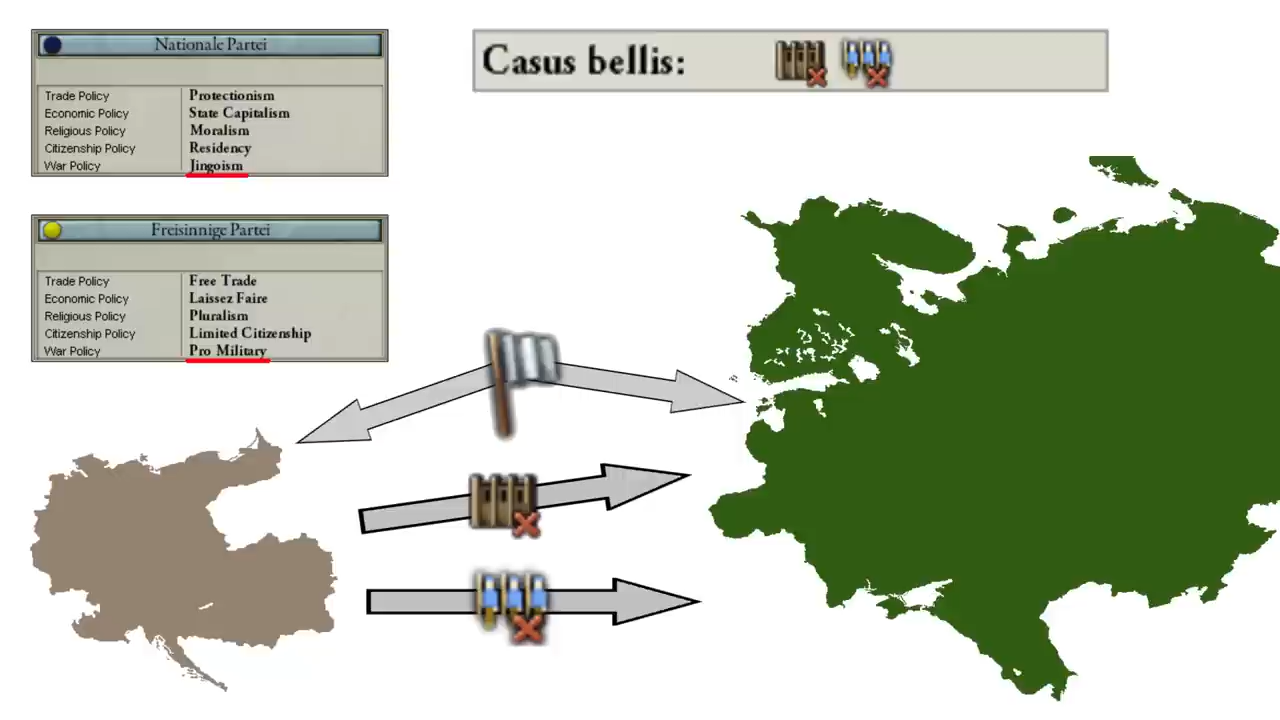 Nationale Partei
Trade Policy Protectionism
Economic Policy State Capitalism
Religious Policy Moralism
Citizenship Policy Residency
War Policy Jingoism
Casus bellis:
Freisinnige Partei
Trade Policy Free Trade
Economic Policy Laissez Faire
Religious Policy Pluralism
Citizenship Policy Limited Citizenship
War Policy Pro Military